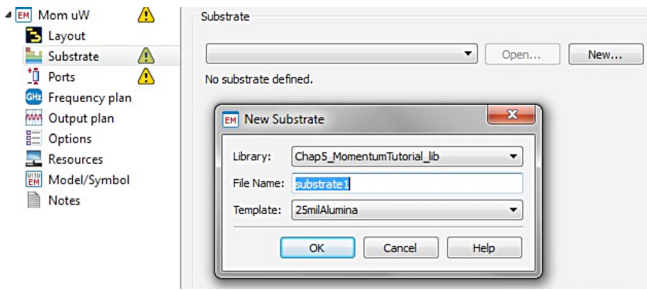 EM Mom uW
Layout
Substrate
Ports
GHz Frequency plan
Output plan
Options
Resources
EM Model/Symbol
Notes
Substrate
Open... New...
No substrate defined.
EM New Substrate
Library: Chap5_MomentumTutorial_lib
File Name: substrate1
Template: 25milAlumina
OK Cancel Help